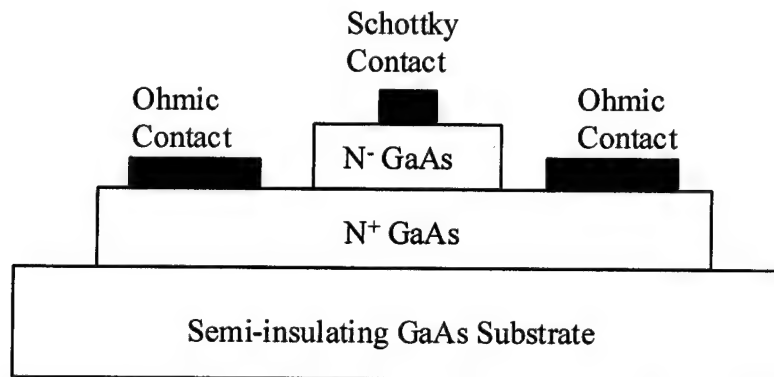 Schottky
Contact
Ohmic
Contact
Ohmic
Contact
N⁻ GaAs
N⁺ GaAs
Semi-insulating GaAs Substrate